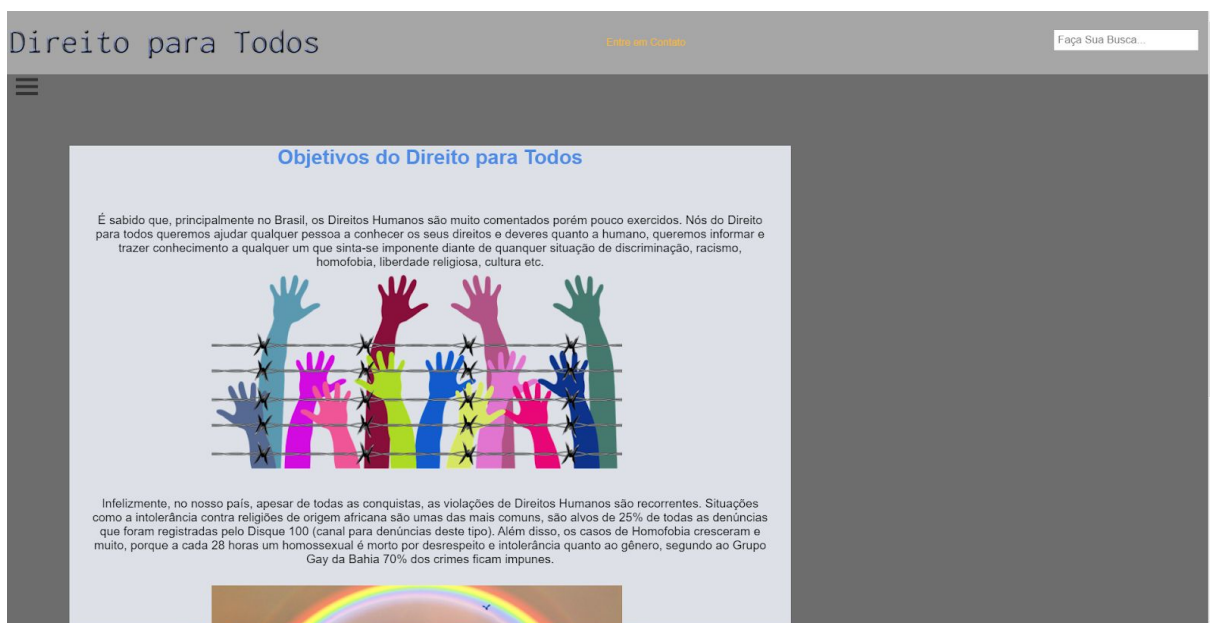 Direito para Todos
Entre em Contato
Faça Sua Busca...
Objetivos do Direito para Todos
É sabido que, principalmente no Brasil, os Direitos Humanos são muito comentados porém pouco exercidos. Nós do Direito
para todos queremos ajudar qualquer pessoa a conhecer os seus direitos e deveres quanto a humano, queremos informar e
trazer conhecimento a qualquer um que sinta-se imponente diante de quanquer situação de discriminação, racismo,
homofobia, liberdade religiosa, cultura etc.
Infelizmente, no nosso país, apesar de todas as conquistas, as violações de Direitos Humanos são recorrentes. Situações
como a intolerância contra religiões de origem africana são umas das mais comuns, são alvos de 25% de todas as denúncias
que foram registradas pelo Disque 100 (canal para denúncias deste tipo). Além disso, os casos de Homofobia cresceram e
muito, porque a cada 28 horas um homossexual é morto por desrespeito e intolerância quanto ao gênero, segundo ao Grupo
Gay da Bahia 70% dos crimes ficam impunes.